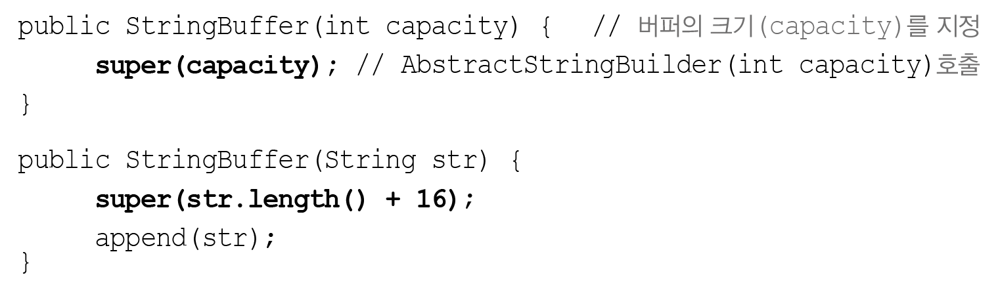 public StringBuffer(int capacity) {   // 버퍼의 크기(capacity)를 지정
     super(capacity); // AbstractStringBuilder(int capacity)호출
}
public StringBuffer(String str) {
     super(str.length() + 16);
     append(str);
}